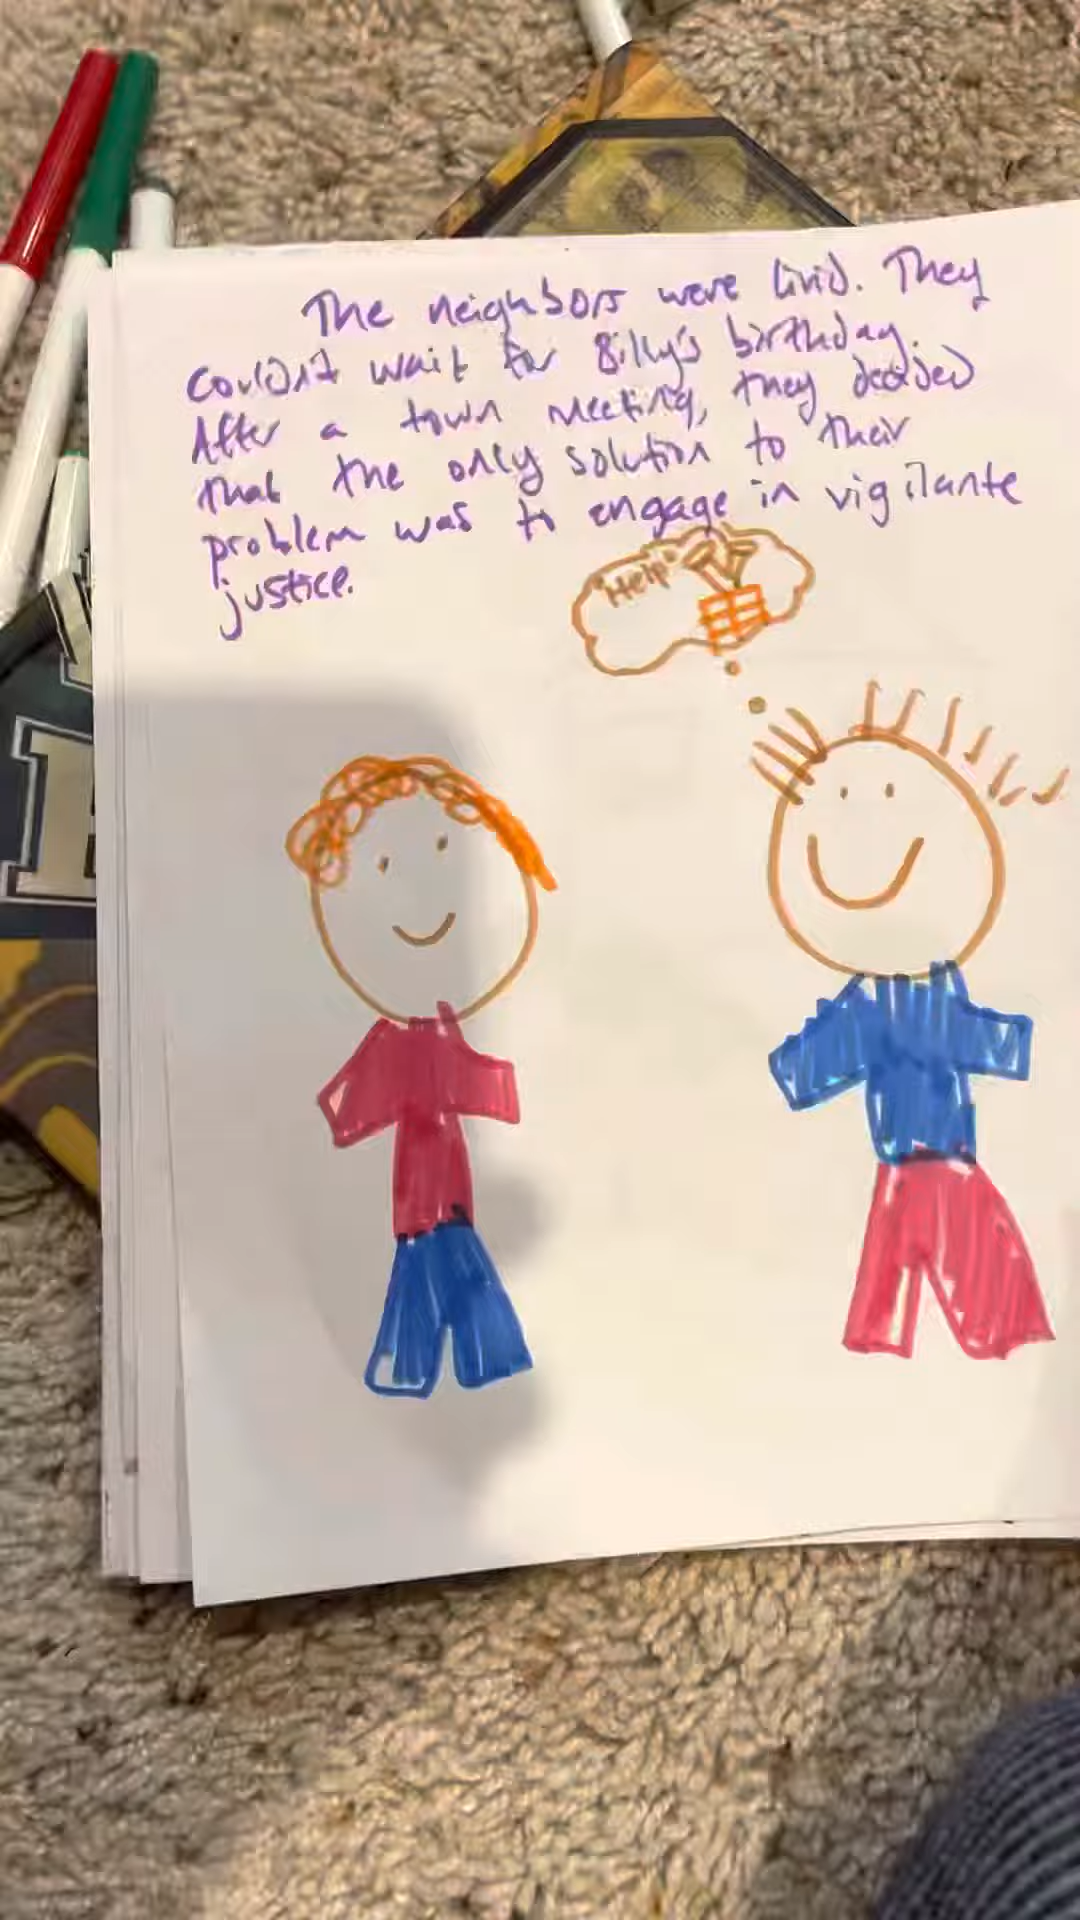 The neighbors were livid. They
couldn't wait for Billy's birthday.
After a town meeting, they decided
that the only solution to their
problem was to engage in vigilante
justice.
"Help"